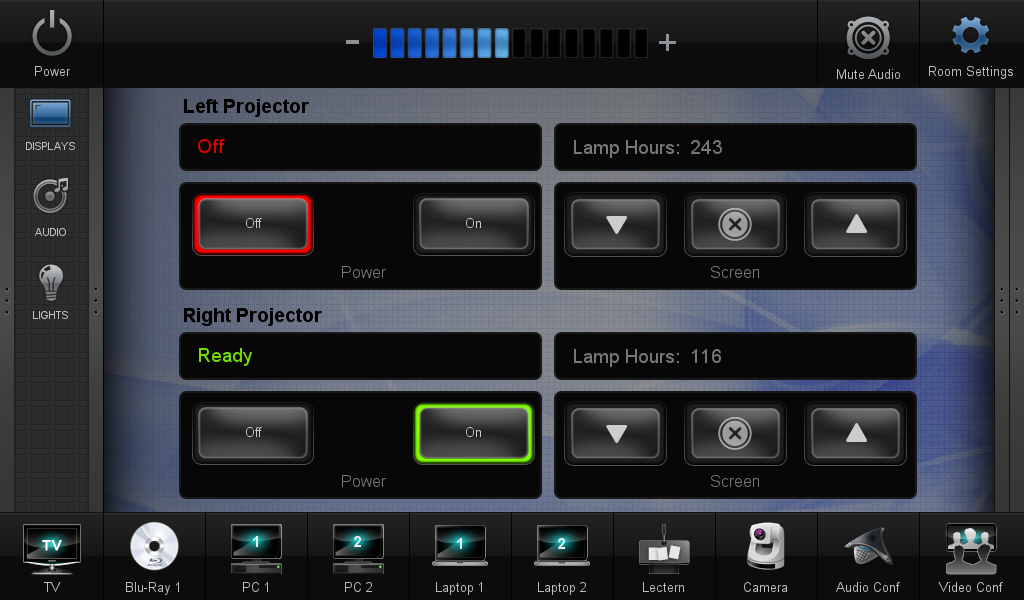 Power
−
+
Mute Audio
Room Settings
DISPLAYS
AUDIO
LIGHTS
Left Projector
Off
Lamp Hours: 243
Off
On
Power
Screen
Right Projector
Ready
Lamp Hours: 116
Off
On
Power
Screen
TV
TV
Blu-Ray 1
1
PC 1
2
PC 2
1
Laptop 1
2
Laptop 2
Lectern
Camera
Audio Conf
Video Conf